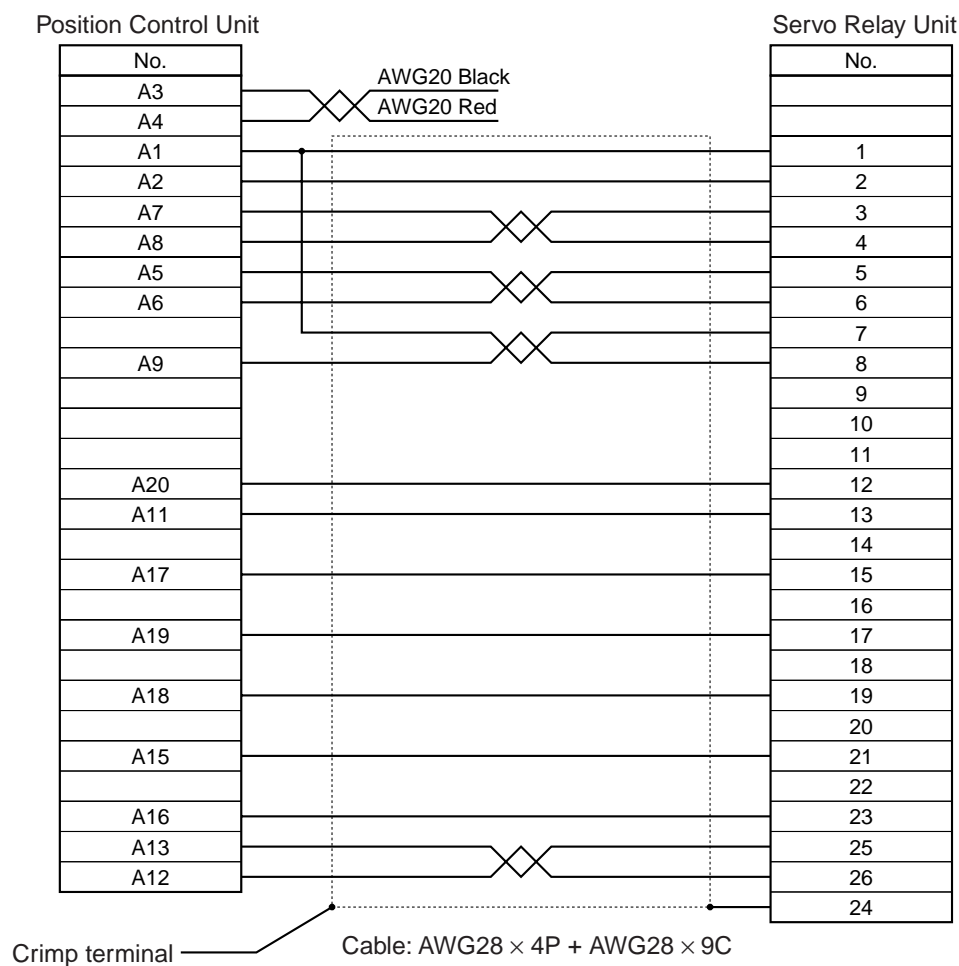 Position Control Unit
Servo Relay Unit
No.
No.
A3
AWG20 Black
A4
AWG20 Red
A1
1
A2
2
A7
3
A8
4
A5
5
A6
6
7
A9
8
9
10
11
A20
12
A11
13
14
A17
15
16
A19
17
18
A18
19
20
A15
21
22
A16
23
A13
25
A12
26
24
Crimp terminal
Cable: AWG28 × 4P + AWG28 × 9C